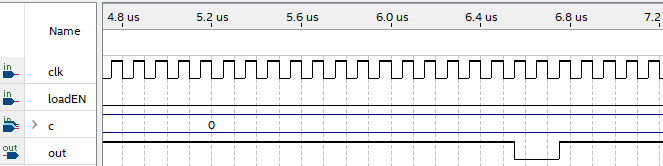 Name 4.8 us 5.2 us 5.6 us 6.0 us 6.4 us 6.8 us 7.2
in clk
in loadEN
in > c 0
out out